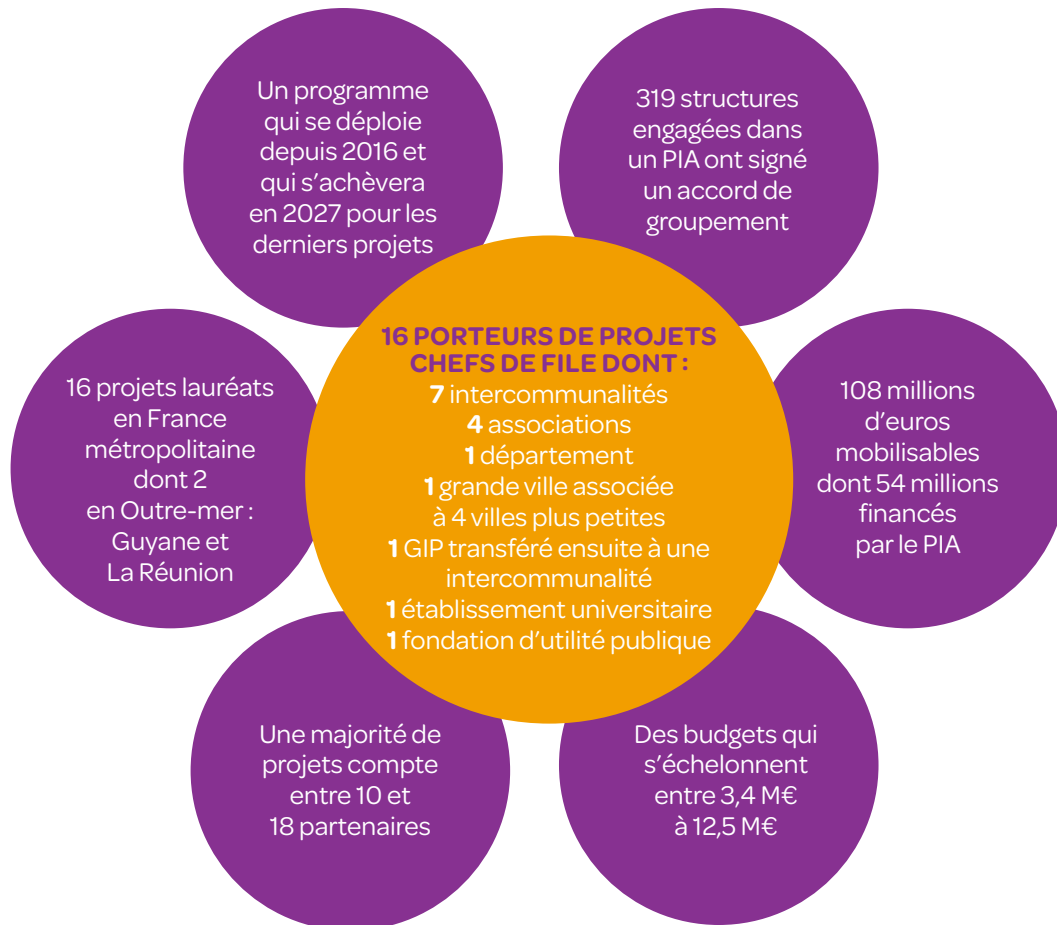 Un programme
qui se déploie
depuis 2016 et
qui s'achèvera
en 2027 pour les
derniers projets
319 structures
engagées dans
un PIA ont signé
un accord de
groupement
16 projets lauréats
en France
métropolitaine
dont 2
en Outre-mer :
Guyane et
La Réunion
16 PORTEURS DE PROJETS
CHEFS DE FILE DONT :
7 intercommunalités
4 associations
1 département
1 grande ville associée
à 4 villes plus petites
1 GIP transféré ensuite à une
intercommunalité
1 établissement universitaire
1 fondation d'utilité publique
108 millions
d'euros
mobilisables
dont 54 millions
financés
par le PIA
Une majorité de
projets compte
entre 10 et
18 partenaires
Des budgets qui
s'échelonnent
entre 3,4 M€
à 12,5 M€